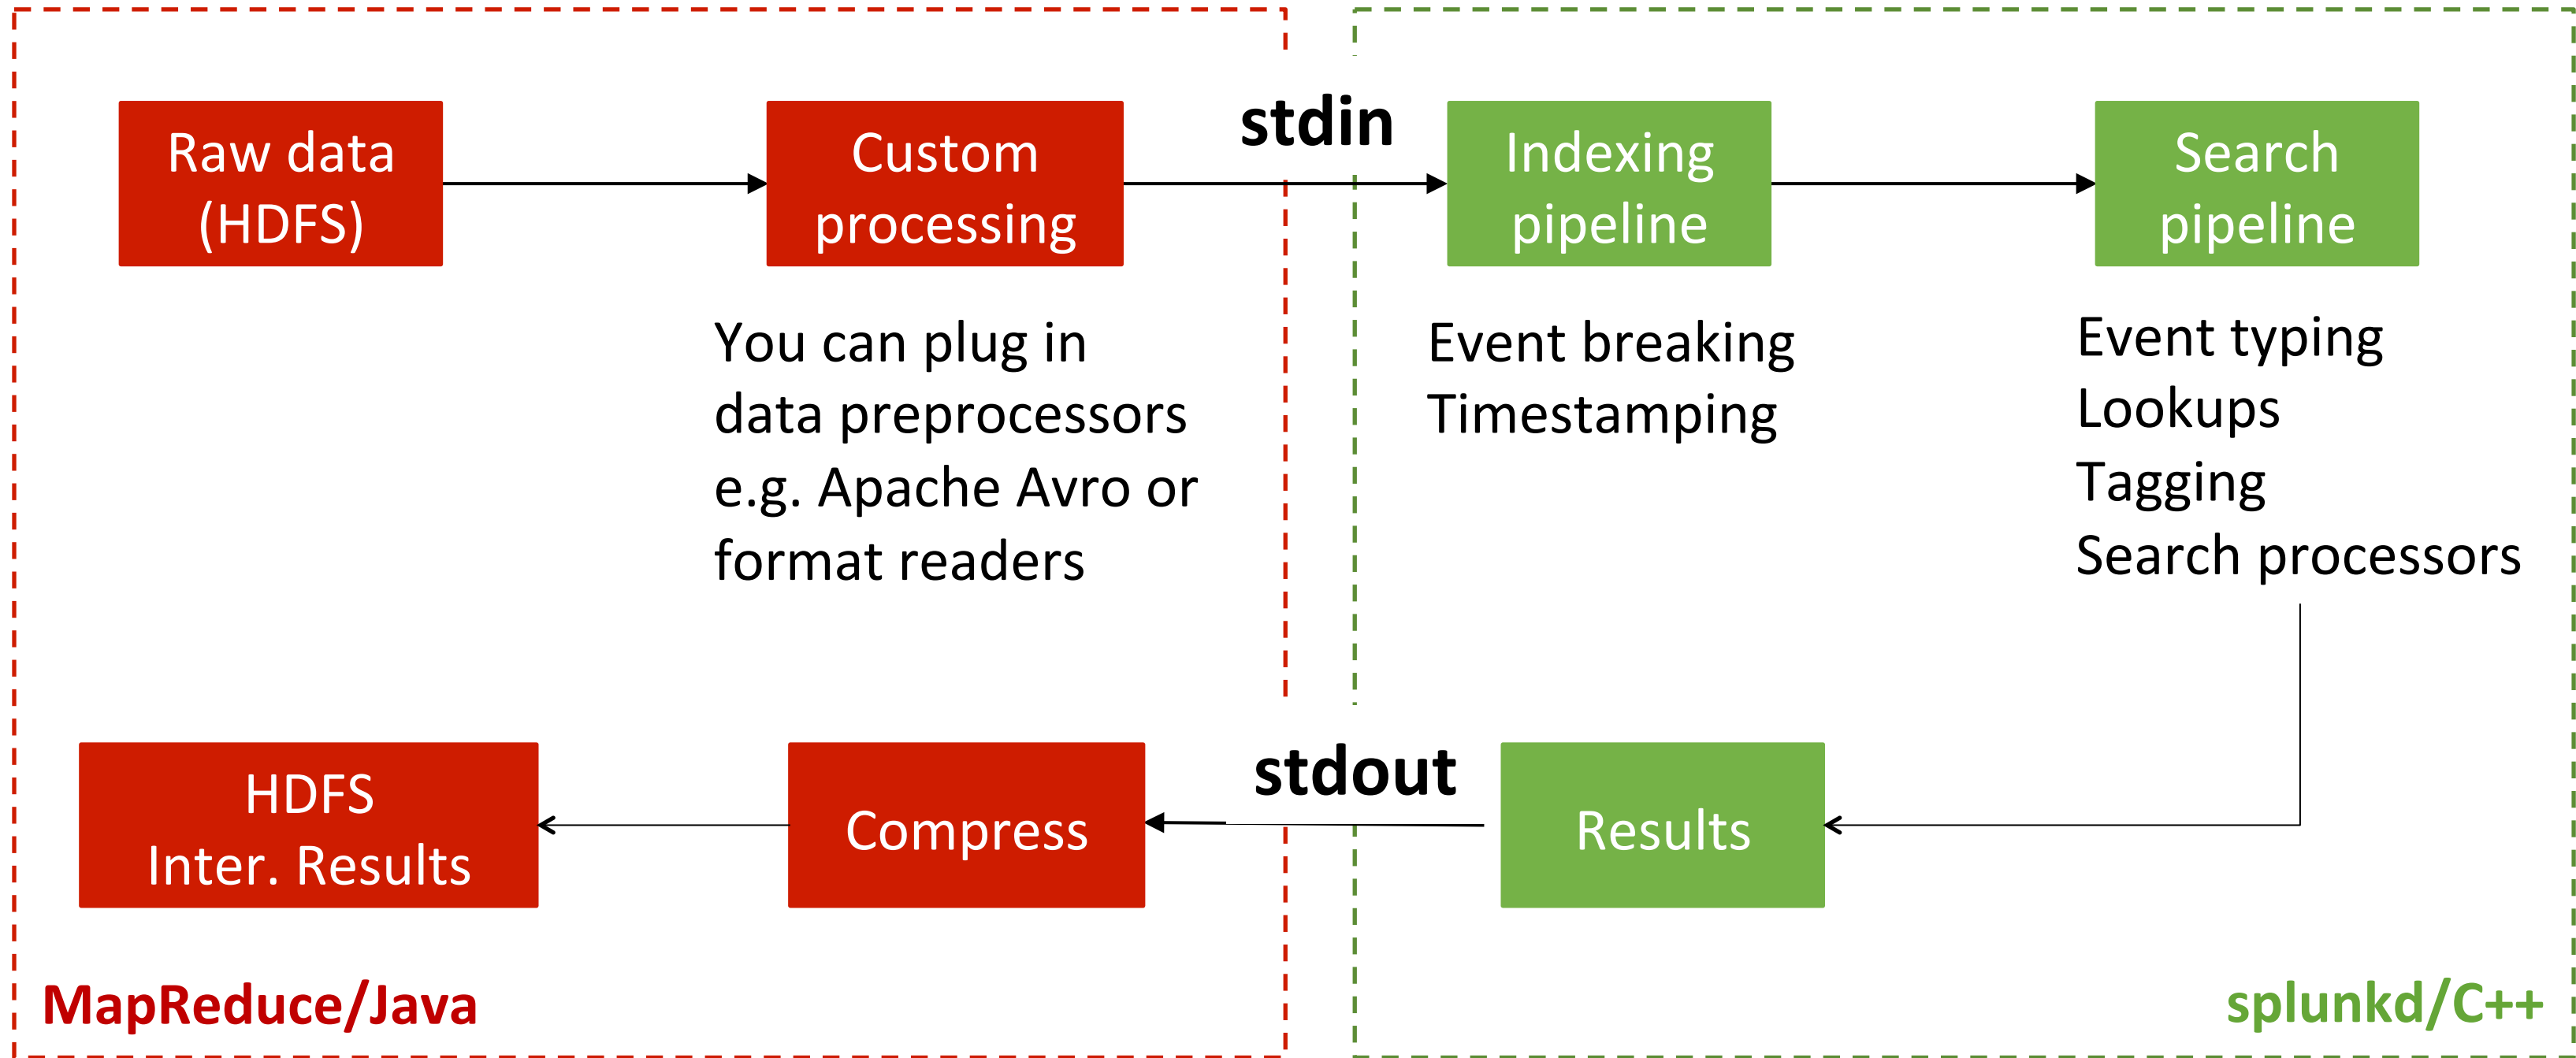 Raw data
(HDFS)
Custom
processing
stdin
Indexing
pipeline
Search
pipeline
You can plug in
data preprocessors
e.g. Apache Avro or
format readers
Event breaking
Timestamping
Event typing
Lookups
Tagging
Search processors
HDFS
Inter. Results
Compress
stdout
Results
MapReduce/Java
splunkd/C++